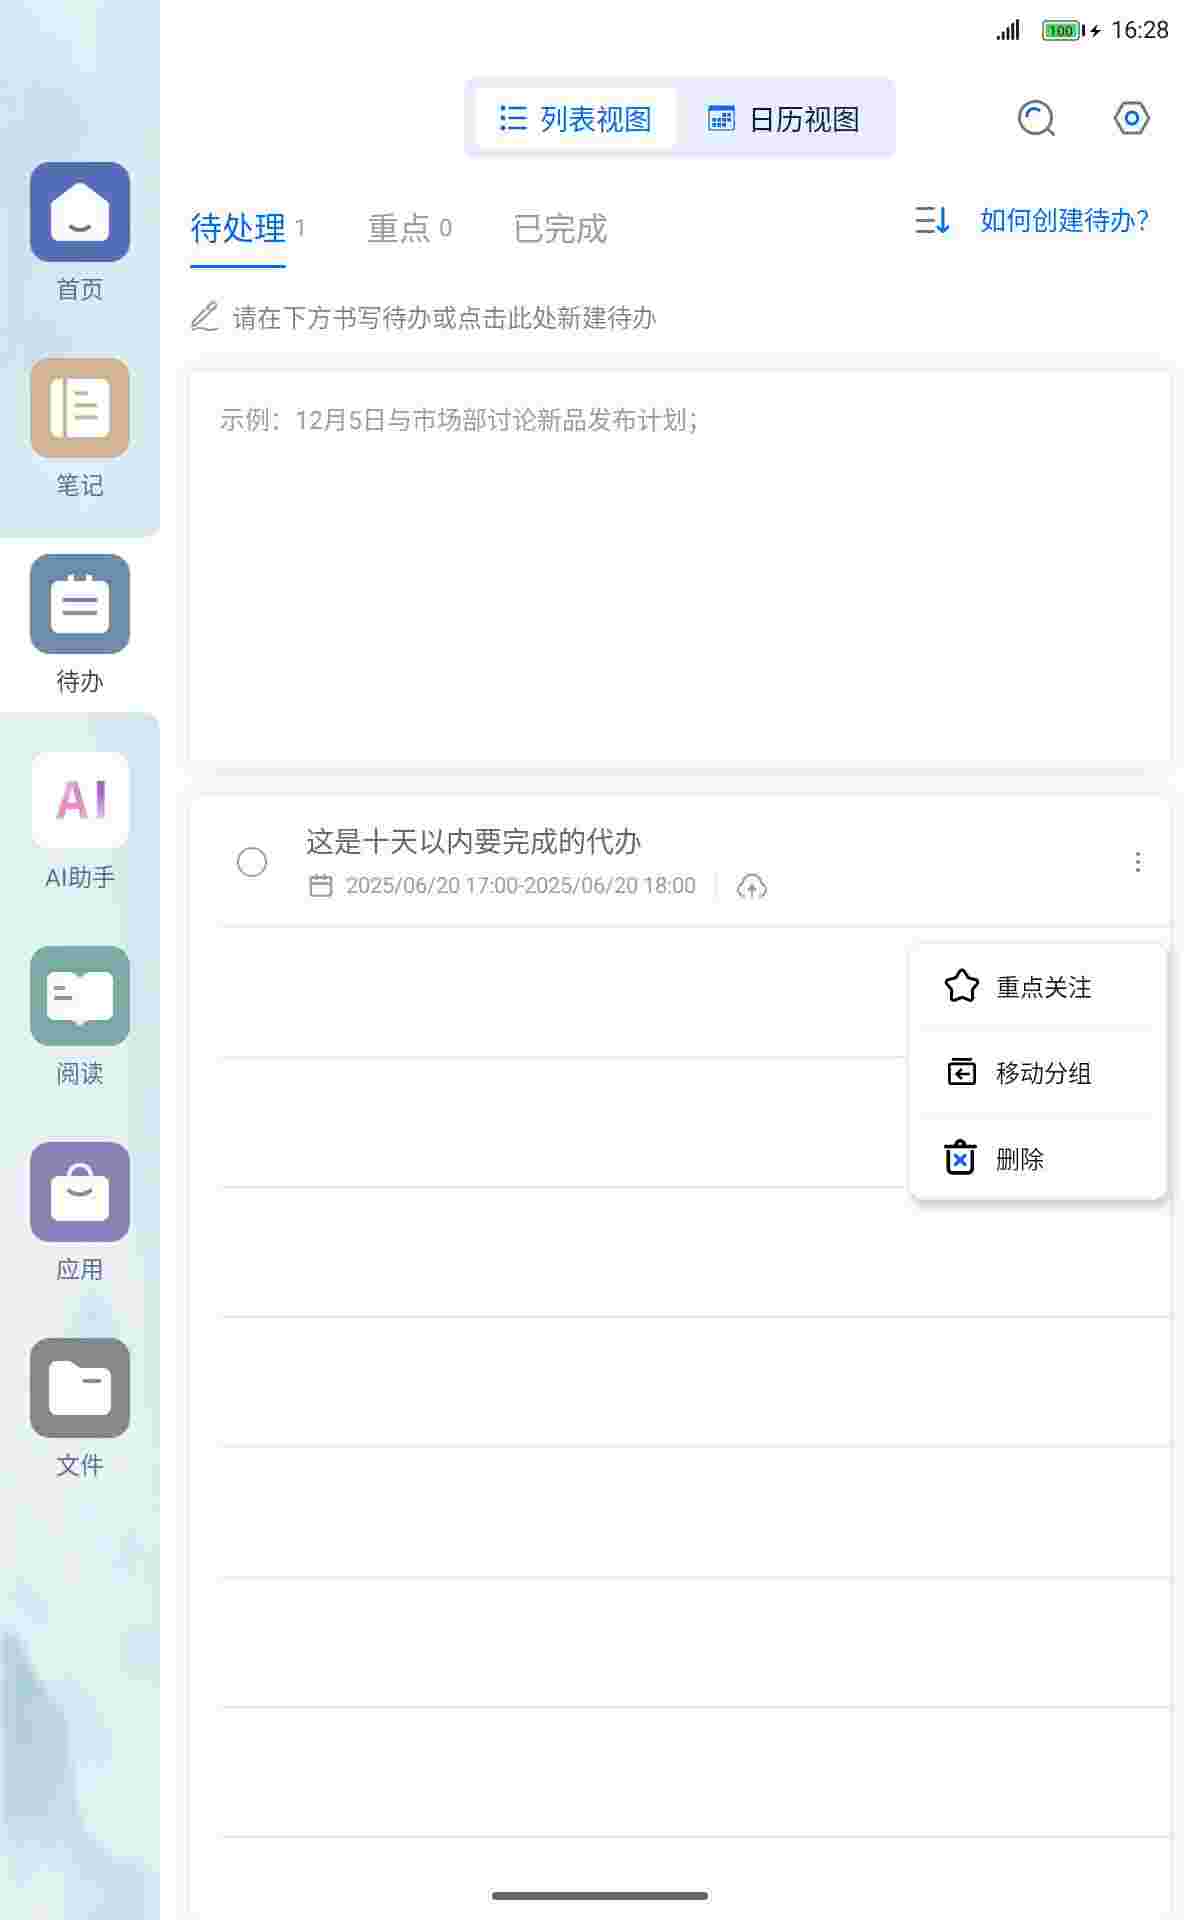 100 16:28
列表视图 日历视图
待处理 1 重点 0 已完成 如何创建待办?
请在下方书写待办或点击此处新建待办
示例：12月5日与市场部讨论新品发布计划；
这是十天以内要完成的代办
2025/06/20 17:00-2025/06/20 18:00
重点关注
移动分组
删除
首页
笔记
待办
AI
AI助手
阅读
应用
文件